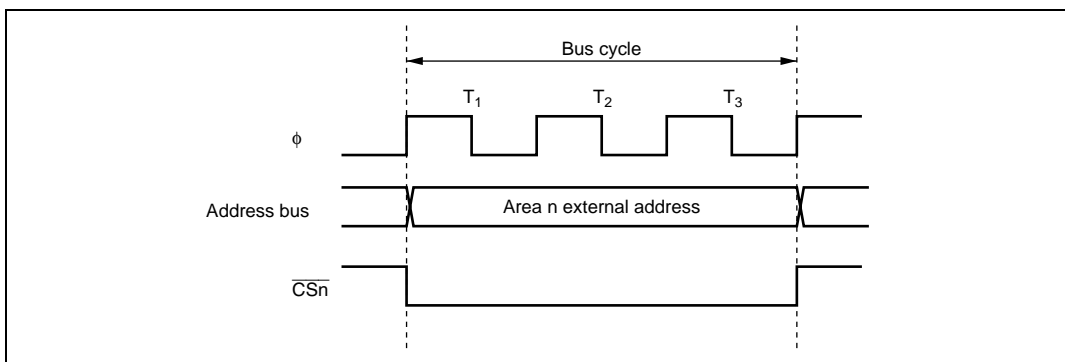 Bus cycle
T1 T2 T3
ϕ
Address bus Area n external address
CSn